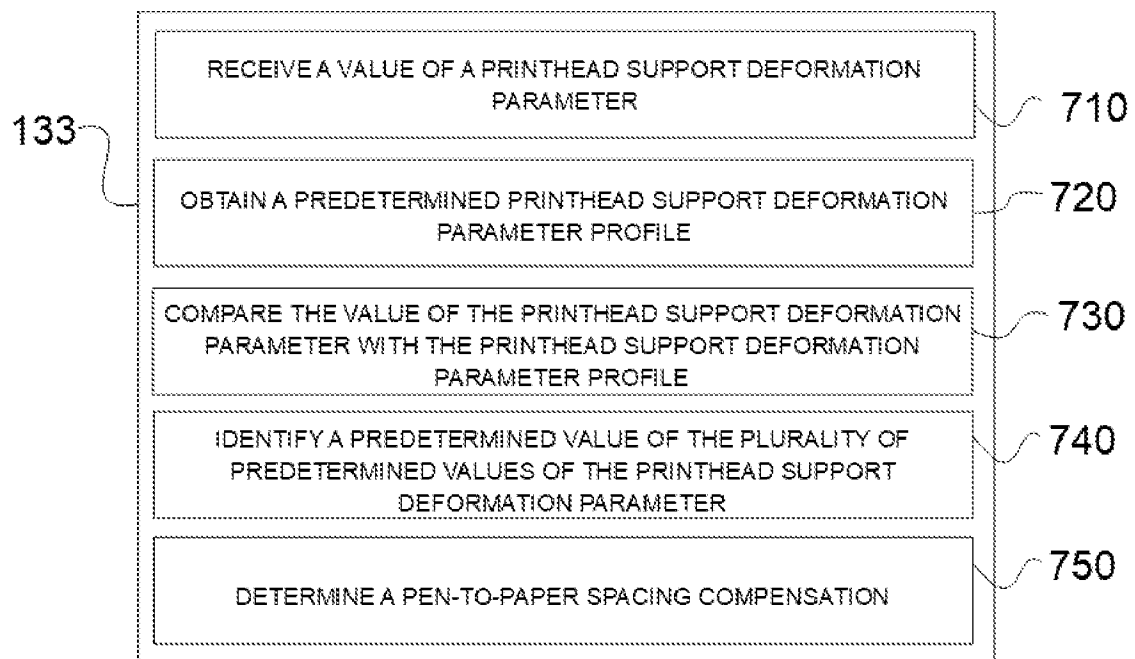 RECEIVE A VALUE OF A PRINTHEAD SUPPORT DEFORMATION
PARAMETER
710
133
OBTAIN A PREDETERMINED PRINTHEAD SUPPORT DEFORMATION
PARAMETER PROFILE
720
COMPARE THE VALUE OF THE PRINTHEAD SUPPORT DEFORMATION
PARAMETER WITH THE PRINTHEAD SUPPORT DEFORMATION
PARAMETER PROFILE
730
IDENTIFY A PREDETERMINED VALUE OF THE PLURALITY OF
PREDETERMINED VALUES OF THE PRINTHEAD SUPPORT
DEFORMATION PARAMETER
740
DETERMINE A PEN-TO-PAPER SPACING COMPENSATION
750